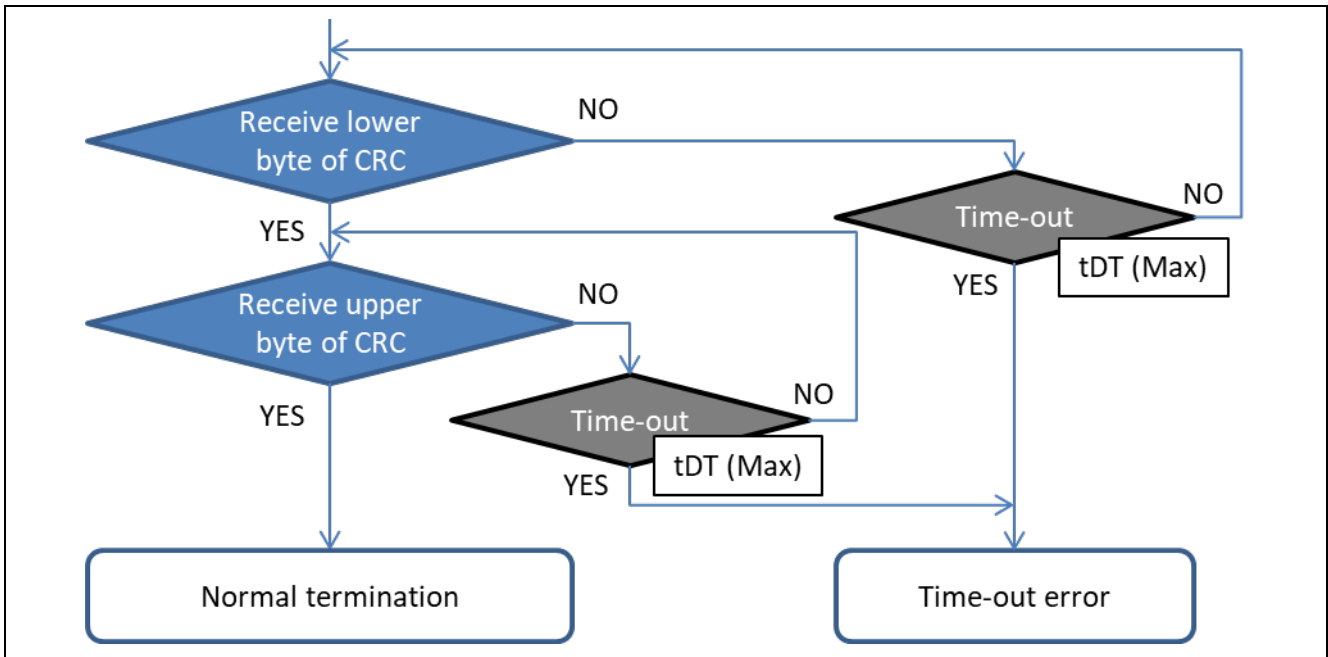 Receive lower
byte of CRC
NO
Time-out
NO
tDT (Max)
YES
YES
Receive upper
byte of CRC
NO
Time-out
NO
tDT (Max)
YES
YES
Normal termination
Time-out error